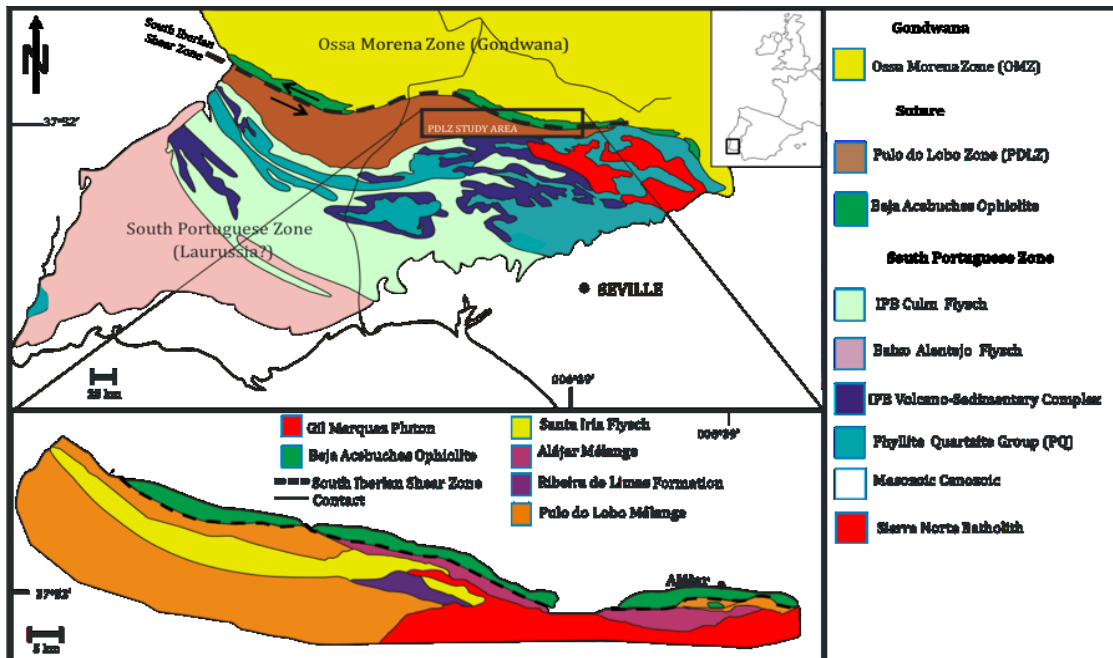 South Iberian
Shear Zone
Ossa Morena Zone (Gondwana)
N
37°52'
PDLZ STUDY AREA
South Portuguese Zone
(Laurussia?)
SEVILLE
25 km
006°39'
Gondwana
Ossa Morena Zone (OMZ)
Suture
Pulo do Lobo Zone (PDLZ)
Beja Acebuches Ophiolite
South Portuguese Zone
IPB Culm Flysch
Baixo Alentejo Flysch
IPB Volcano-Sedimentary Complex
Phyllite Quartzite Group (PQ)
Mesozoic Canozoic
Sierra Norte Batholith
Gil Marquez Pluton
Beja Acebuches Ophiolite
South Iberian Shear Zone
Contact
Santa Iria Flysch
Alájar Mélange
Ribeira de Limas Formation
Pulo do Lobo Mélange
006°39'
Alájar
37°52'
5 km